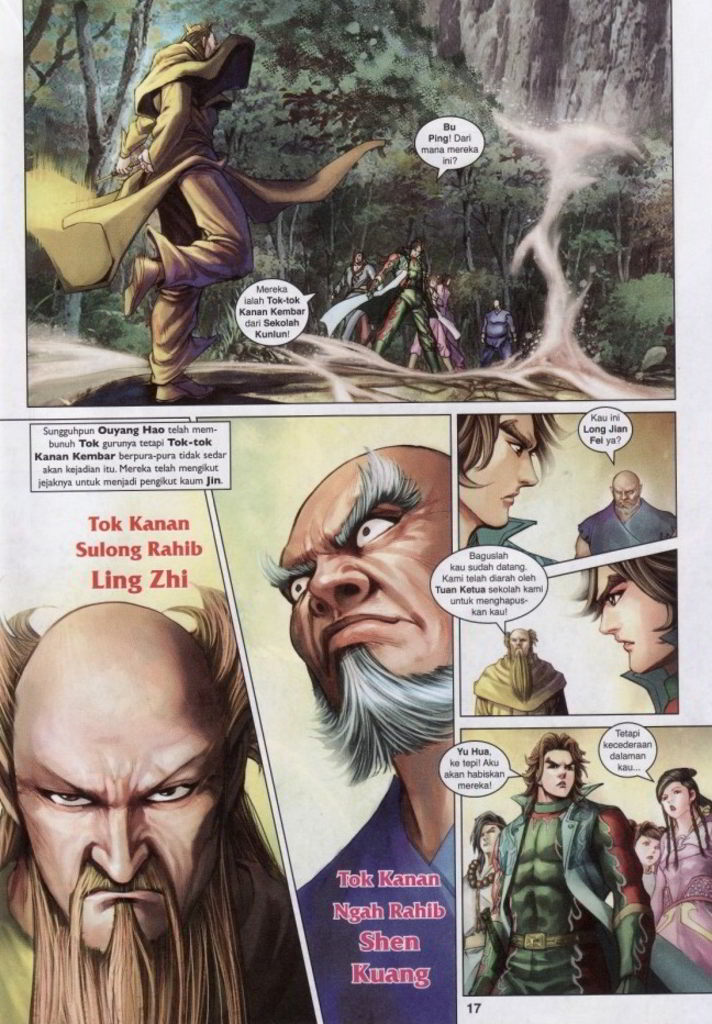 Bu
Ping! Dari
mana mereka
ini?
Mereka
ialah Tok-tok
Kanan Kembar
dari Sekolah
Kunlun!
Sungguhpun Ouyang Hao telah mem-
bunuh Tok gurunya tetapi Tok-tok
Kanan Kembar berpura-pura tidak sedar
akan kejadian itu. Mereka telah mengikut
jejaknya untuk menjadi pengikut kaum Jin.
Tok Kanan
Sulong Rahib
Ling Zhi
Tok Kanan
Ngah Rahib
Shen
Kuang
Kau ini
Long Jian
Fei ya?
Baguslah
kau sudah datang.
Kami telah diarah oleh
Tuan Ketua sekolah kami
untuk menghapus-
kan kau!
Yu Hua,
ke tepi! Aku
akan habiskan
mereka!
Tetapi
kecederaan
dalaman
kau...
17